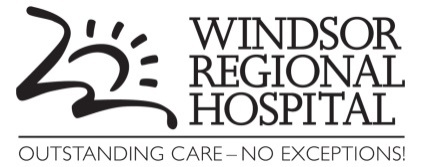 WINDSOR
REGIONAL
HOSPITAL
OUTSTANDING CARE – NO EXCEPTIONS!